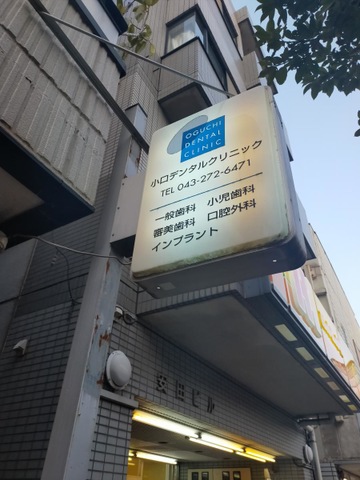 OGUCHI
DENTAL
CLINIC
小口デンタルクリニック
TEL 043-272-6471
一般歯科 小児歯科
審美歯科 口腔外科
インプラント
安田ビル